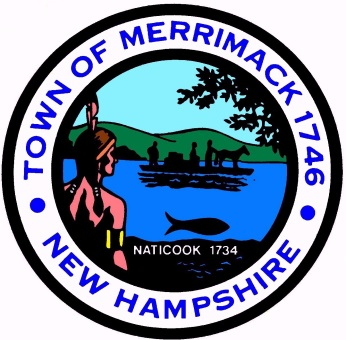 TOWN OF MERRIMACK 1746
NATICOOK 1734
• NEW HAMPSHIRE •